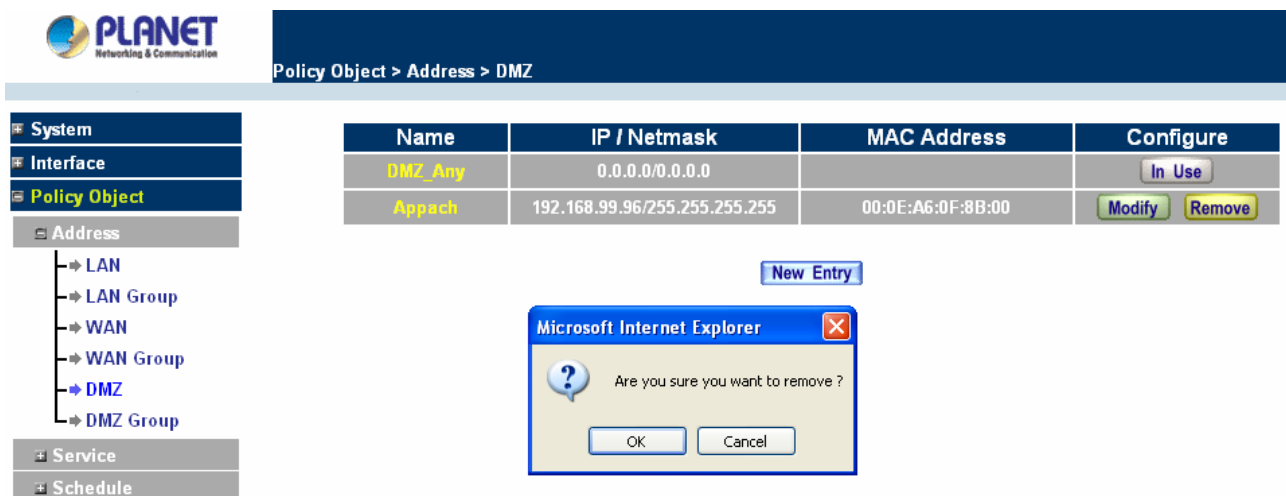 PLANET
Networking & Communication
Policy Object > Address > DMZ
System
Interface
Policy Object
Address
LAN
LAN Group
WAN
WAN Group
DMZ
DMZ Group
Service
Schedule
Name IP / Netmask MAC Address Configure
DMZ_Any 0.0.0.0/0.0.0.0 In Use
Appach 192.168.99.96/255.255.255.255 00:0E:A6:0F:8B:00 Modify Remove
New Entry
Microsoft Internet Explorer
Are you sure you want to remove ?
OK Cancel